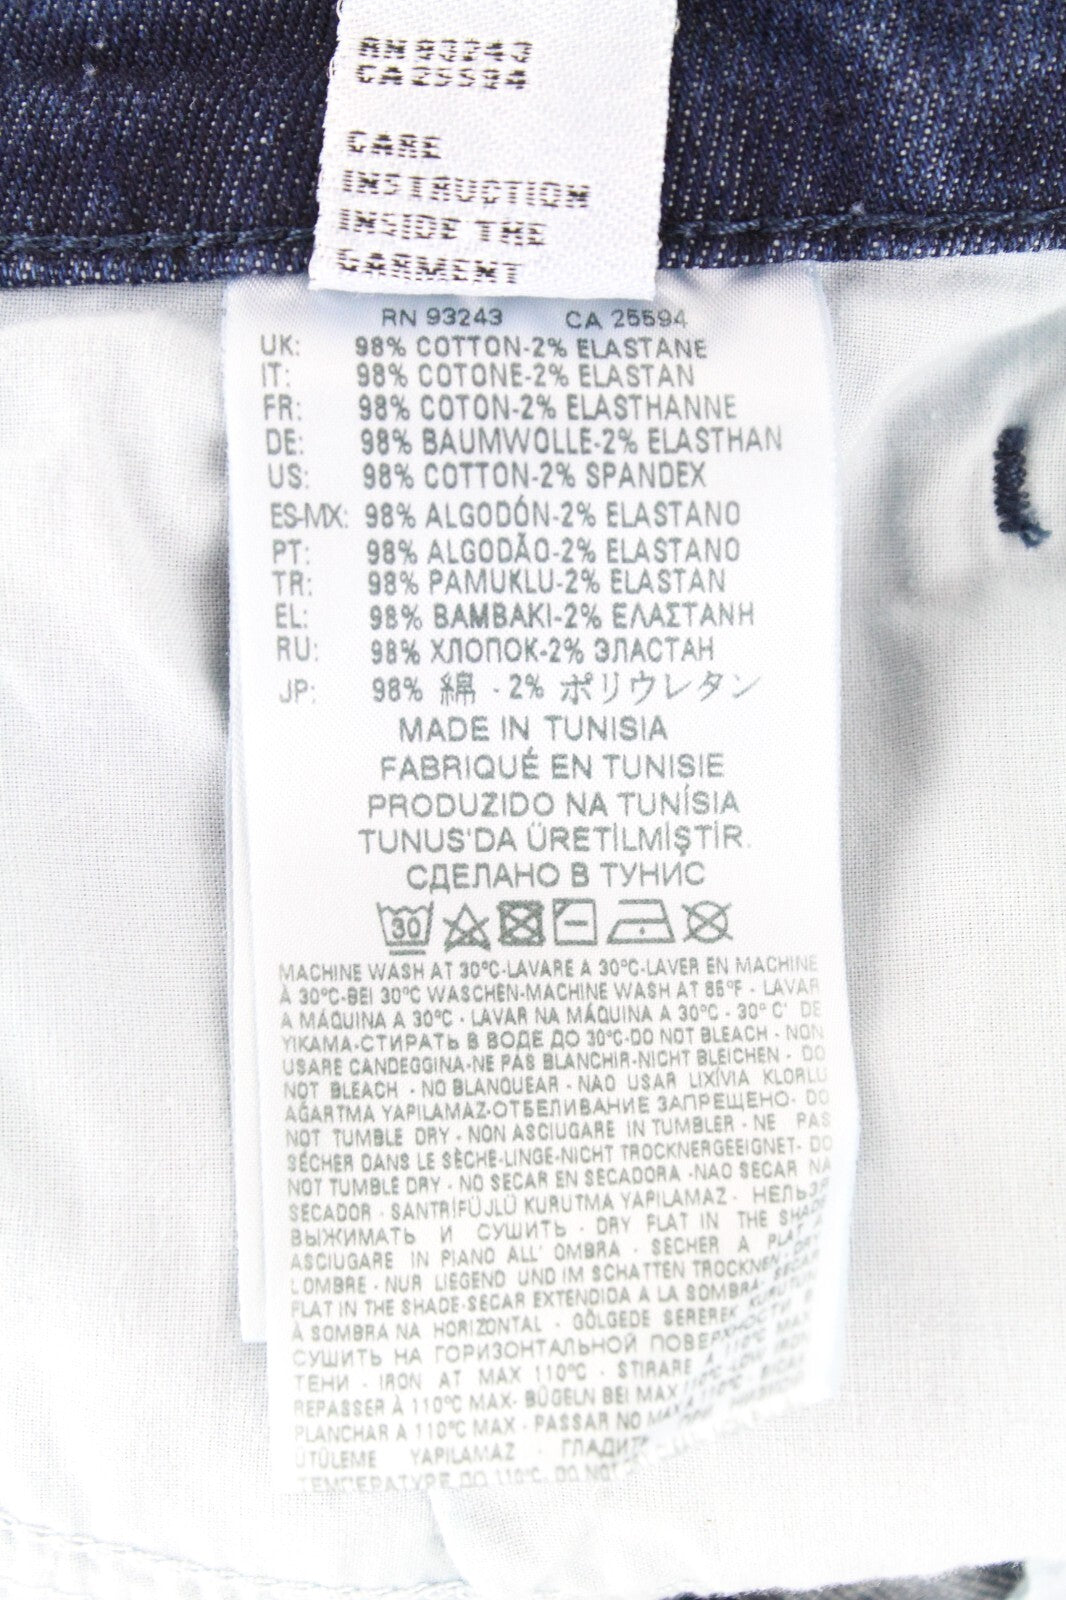 RN 93243
CA 25594
CARE
INSTRUCTION
INSIDE THE
GARMENT
RN 93243 CA 25594
UK: 98% COTTON-2% ELASTANE
IT: 98% COTONE-2% ELASTAN
FR: 98% COTON-2% ELASTHANNE
DE: 98% BAUMWOLLE-2% ELASTHAN
US: 98% COTTON-2% SPANDEX
ES-MX: 98% ALGODÓN-2% ELASTANO
PT: 98% ALGODÃO-2% ELASTANO
TR: 98% PAMUKLU-2% ELASTAN
EL: 98% BAMBAKI-2% ΕΛΑΣΤΑΝΗ
RU: 98% ХЛОПОК-2% ЭЛАСТАН
JP: 98% 綿 - 2% ポリウレタン
MADE IN TUNISIA
FABRIQUÉ EN TUNISIE
PRODUZIDO NA TUNÍSIA
TUNUS'DA ÜRETİLMİŞTİR.
СДЕЛАНО В ТУНИС
30
MACHINE WASH AT 30°C-LAVARE A 30°C-LAVER EN MACHINE
À 30°C-BEI 30°C WASCHEN-MACHINE WASH AT 85°F - LAVAR
A MÁQUINA A 30°C - LAVAR NA MÁQUINA A 30°C - 30° C' DE
YIKAMA-СТИРАТЬ В ВОДЕ ДО 30°C-DO NOT BLEACH - NON
USARE CANDEGGINA-NE PAS BLANCHIR-NICHT BLEICHEN - DO
NOT BLEACH - NO BLANQUEAR - NAO USAR LIXÍVIA KLORLU
AĞARTMA YAPILAMAZ-ОТБЕЛИВАНИЕ ЗАПРЕЩЕНО- DO
NOT TUMBLE DRY - NON ASCIUGARE IN TUMBLER - NE PAS
SÉCHER DANS LE SÈCHE-LINGE-NICHT TROCKNERGEEIGNET- DO
NOT TUMBLE DRY - NO SECAR EN SECADORA -NAO SECAR NA
SECADOR - SANTRİFÜJLÜ KURUTMA YAPILAMAZ - НЕЛЬЗЯ
ВЫЖИМАТЬ И СУШИТЬ - DRY FLAT IN THE SHADE
ASCIUGARE IN PIANO ALL' OMBRA - SECHER A PLAT A
L'OMBRE - NUR LIEGEND UND IM SCHATTEN TROCKNEN - DRY
FLAT IN THE SHADE-SECAR EXTENDIDA A LA SOMBRA- SECAR
À SOMBRA NA HORIZONTAL - GÖLGEDE SEREREK KURUTUN
СУШИТЬ НА ГОРИЗОНТАЛЬНОЙ ПОВЕРХНОСТИ В
ТЕНИ - IRON AT MAX 110°C - STIRARE A 110°C MAX
REPASSER À 110°C MAX- BÜGELN BEI MAX 110°C-LOW IRON
PLANCHAR A 110°C MAX - PASSAR NO MAX A 110°C
ÜTÜLEME YAPILAMAZ - ГЛАДИТЬ
ТЕМПЕРАТУРЕ ДО 110°C. DO NOT